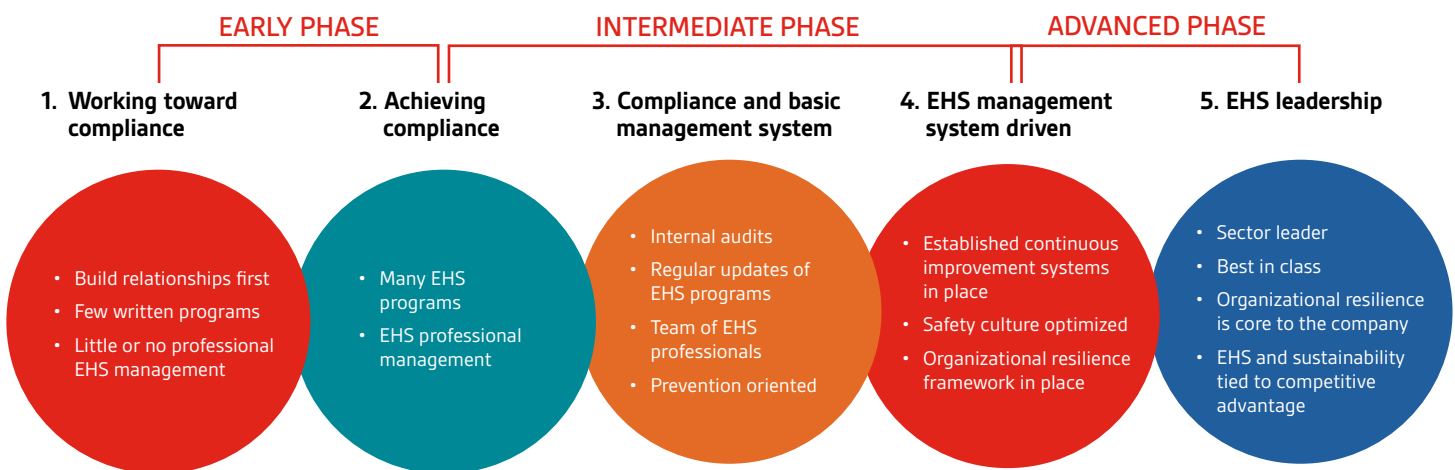 EARLY PHASE
INTERMEDIATE PHASE
ADVANCED PHASE
1. Working toward
compliance
2. Achieving
compliance
3. Compliance and basic
management system
4. EHS management
system driven
5. EHS leadership
• Build relationships first
• Few written programs
• Little or no professional
EHS management
• Many EHS
programs
• EHS professional
management
• Internal audits
• Regular updates of
EHS programs
• Team of EHS
professionals
• Prevention oriented
• Established continuous
improvement systems
in place
• Safety culture optimized
• Organizational resilience
framework in place
• Sector leader
• Best in class
• Organizational resilience
is core to the company
• EHS and sustainability
tied to competitive
advantage